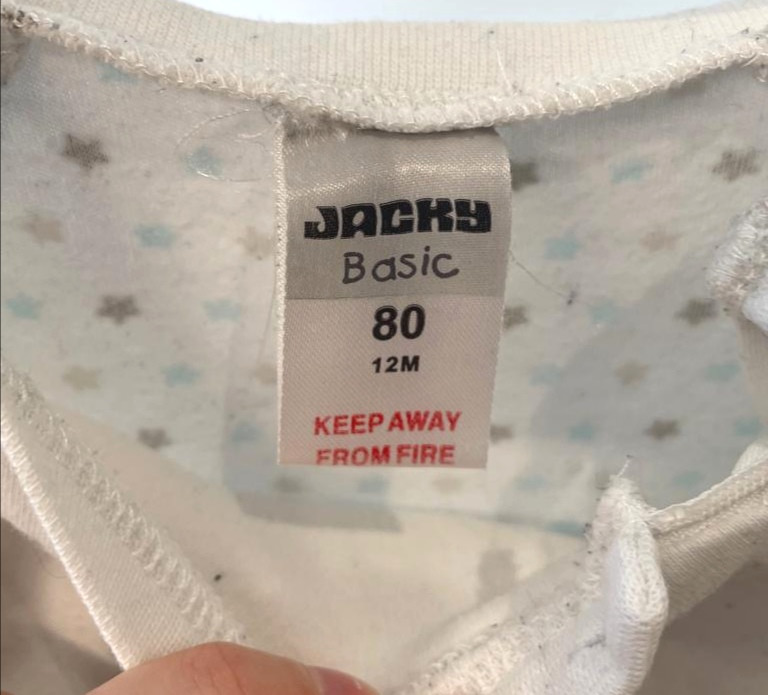 JACKY
Basic
80
12M
KEEP AWAY
FROM FIRE